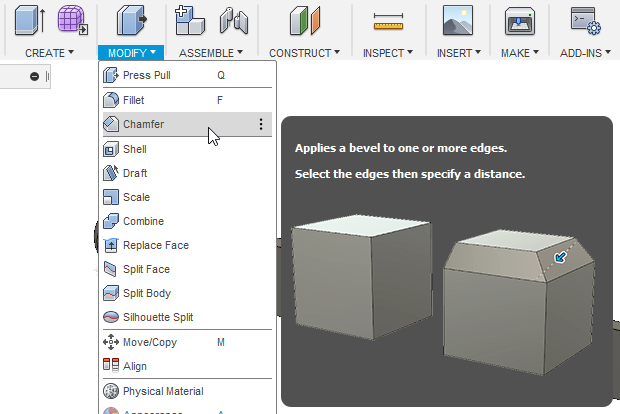 CREATE▼ MODIFY▼ ASSEMBLE▼ CONSTRUCT▼ INSPECT▼ INSERT▼ MAKE▼ ADD-INS▼
Press Pull Q
Fillet F
Chamfer
Shell
Draft
Scale
Combine
Replace Face
Split Face
Split Body
Silhouette Split
Move/Copy M
Align
Physical Material
Appearance A
Applies a bevel to one or more edges.
Select the edges then specify a distance.